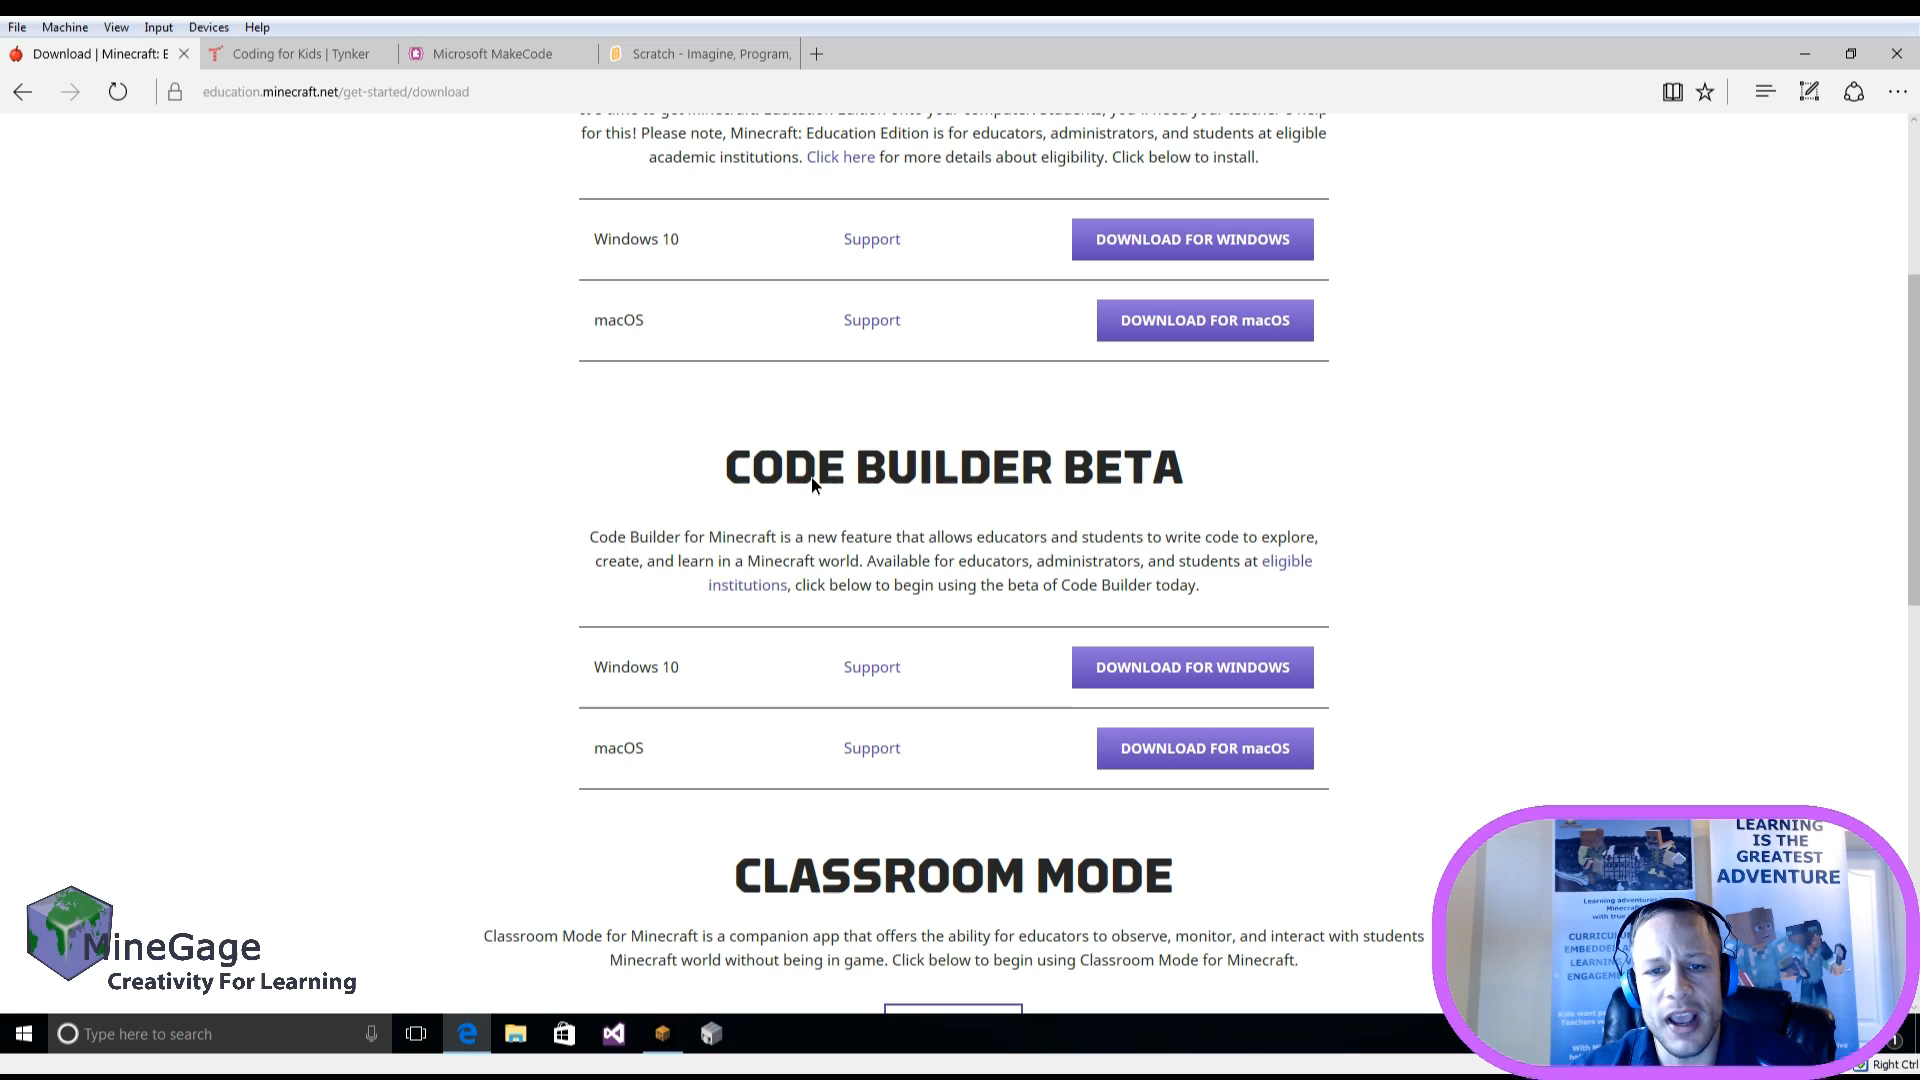 File Machine View Input Devices Help
Download | Minecraft: E
Coding for Kids | Tynker
Microsoft MakeCode
Scratch - Imagine, Program,
education.minecraft.net/get-started/download
for this! Please note, Minecraft: Education Edition is for educators, administrators, and students at eligible
academic institutions. Click here for more details about eligibility. Click below to install.
Windows 10 Support DOWNLOAD FOR WINDOWS
macOS Support DOWNLOAD FOR macOS
CODE BUILDER BETA
Code Builder for Minecraft is a new feature that allows educators and students to write code to explore,
create, and learn in a Minecraft world. Available for educators, administrators, and students at eligible
institutions, click below to begin using the beta of Code Builder today.
Windows 10 Support DOWNLOAD FOR WINDOWS
macOS Support DOWNLOAD FOR macOS
CLASSROOM MODE
Classroom Mode for Minecraft is a companion app that offers the ability for educators to observe, monitor, and interact with students
Minecraft world without being in game. Click below to begin using Classroom Mode for Minecraft.
MineGage
Creativity For Learning
LEARNING
IS THE
GREATEST
ADVENTURE
Learning adventures
Type here to search
Right Ctrl